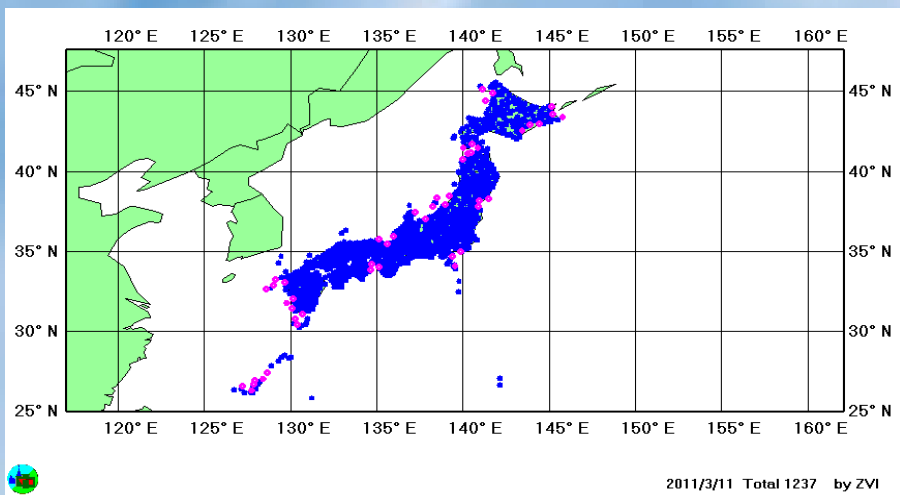 120° E 125° E 130° E 135° E 140° E 145° E 150° E 155° E 160° E
45° N 45° N
40° N 40° N
35° N 35° N
30° N 30° N
25° N 25° N
120° E 125° E 130° E 135° E 140° E 145° E 150° E 155° E 160° E
2011/3/11 Total 1237 by ZVI